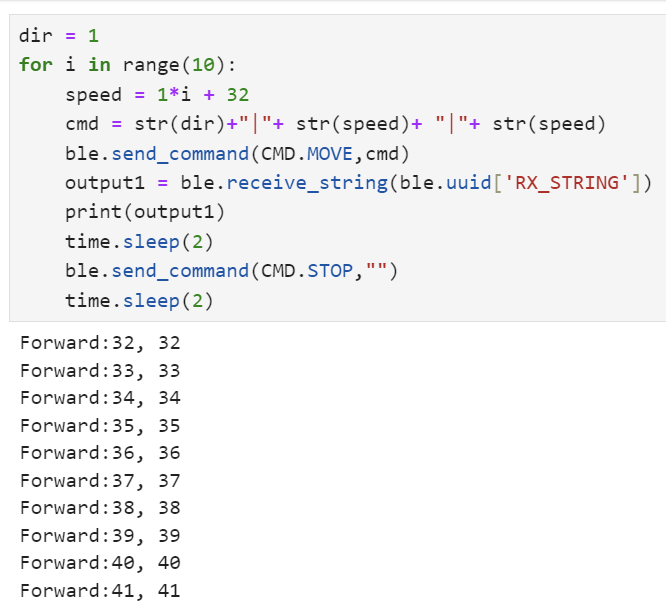 dir = 1
for i in range(10):
    speed = 1*i + 32
    cmd = str(dir)+"|"+ str(speed)+ "|"+ str(speed)
    ble.send_command(CMD.MOVE,cmd)
    output1 = ble.receive_string(ble.uuid['RX_STRING'])
    print(output1)
    time.sleep(2)
    ble.send_command(CMD.STOP,"")
    time.sleep(2)
Forward:32, 32
Forward:33, 33
Forward:34, 34
Forward:35, 35
Forward:36, 36
Forward:37, 37
Forward:38, 38
Forward:39, 39
Forward:40, 40
Forward:41, 41